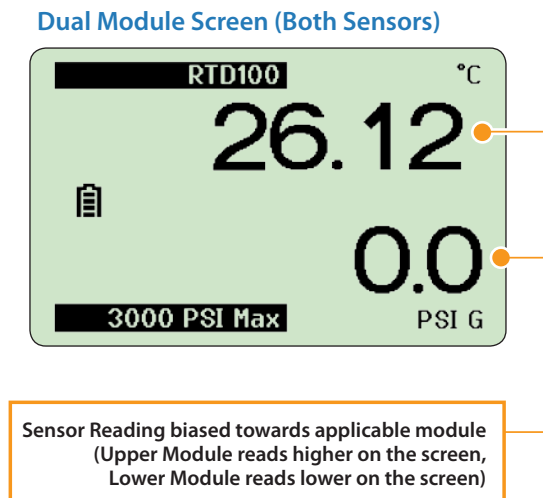 Dual Module Screen (Both Sensors)
RTD100 °C
26.12
0.0
3000 PSI Max PSI G
Sensor Reading biased towards applicable module
(Upper Module reads higher on the screen,
Lower Module reads lower on the screen)